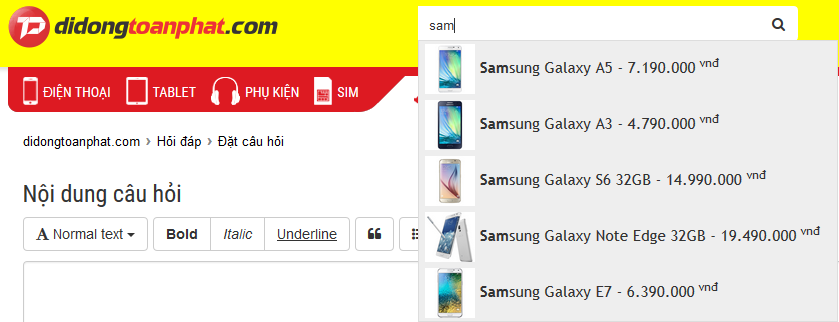 didongtoanphat.com
sam
Samsung Galaxy A5 - 7.190.000 vnđ
Samsung Galaxy A3 - 4.790.000 vnđ
Samsung Galaxy S6 32GB - 14.990.000 vnđ
Samsung Galaxy Note Edge 32GB - 19.490.000 vnđ
Samsung Galaxy E7 - 6.390.000 vnđ
ĐIỆN THOẠI TABLET PHỤ KIỆN SIM
didongtoanphat.com › Hỏi đáp › Đặt câu hỏi
Nội dung câu hỏi
A Normal text Bold Italic Underline